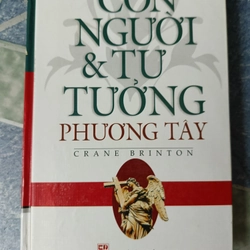 CON
NGƯỜI
& TƯ
TƯỞNG
PHƯƠNG TÂY
CRANE BRINTON